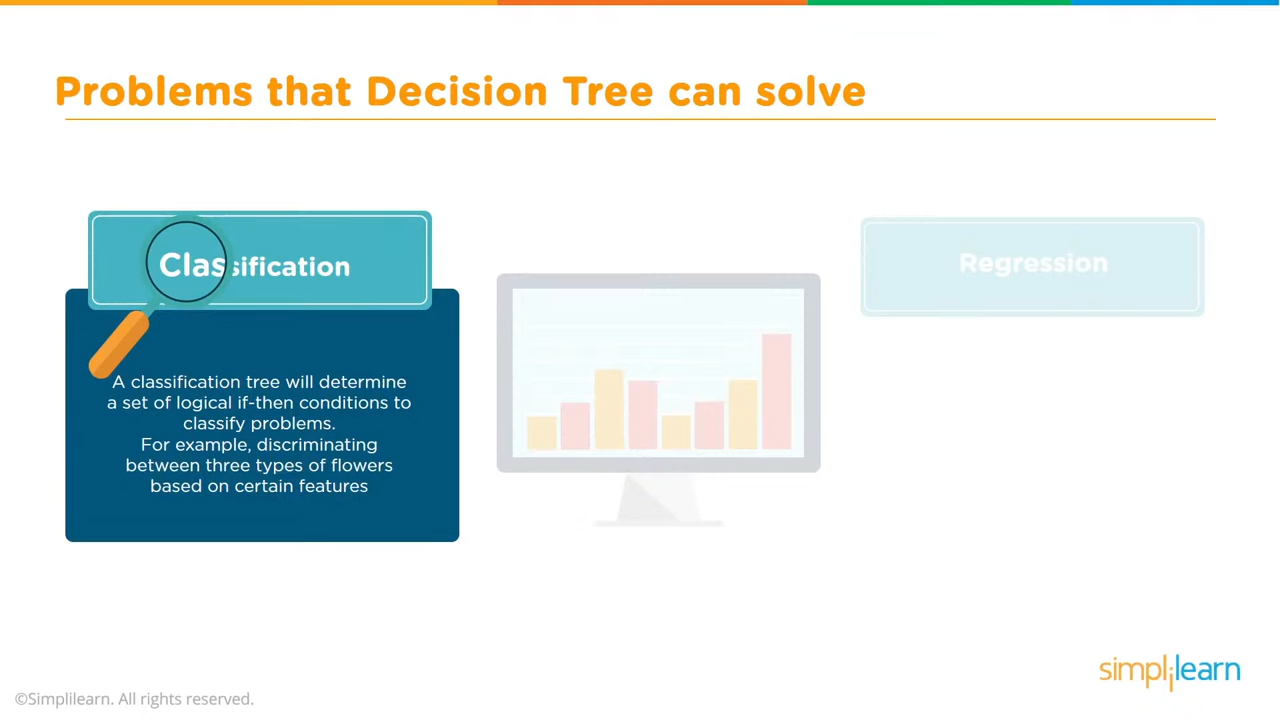 Problems that Decision Tree can solve
Classification
A classification tree will determine
a set of logical if-then conditions to
classify problems.
For example, discriminating
between three types of flowers
based on certain features
Regression
simplilearn
©Simplilearn. All rights reserved.